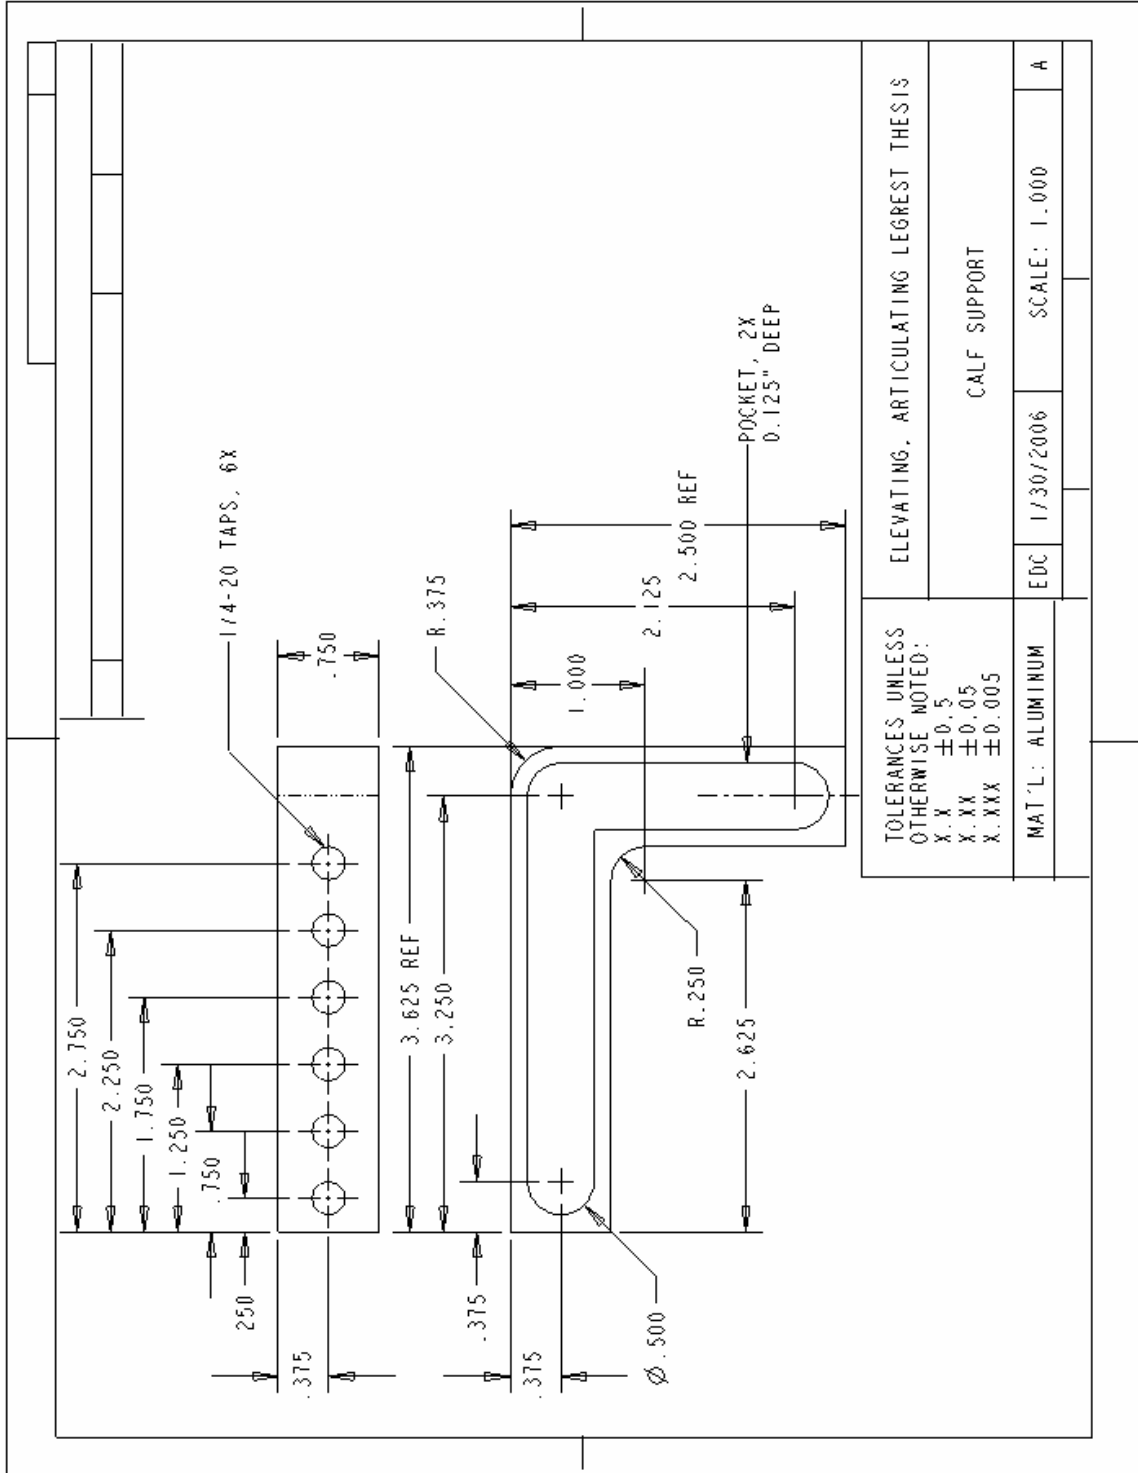 2.750
2.250
1.750
1.250
.750
250
.375
1/4-20 TAPS, 6X
.750
3.625 REF
3.250
.375
.375
Ø.500
R.375
1.000
2.125
2.500 REF
POCKET, 2X
0.125" DEEP
R.250
2.625
TOLERANCES UNLESS
OTHERWISE NOTED:
X.X ±0.5
X.XX ±0.05
X.XXX ±0.005
MAT'L: ALUMINUM
ELEVATING, ARTICULATING LEGREST THESIS
CALF SUPPORT
EDC 1/30/2006 SCALE: 1.000 A